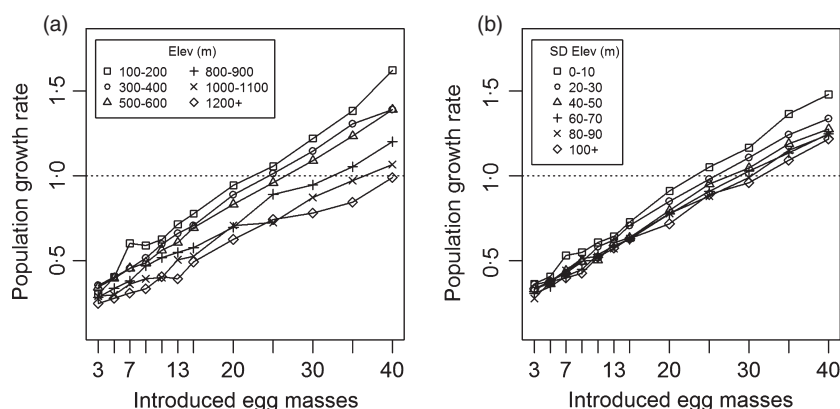 (a)
Population growth rate
0·5 1·0 1·5
Elev (m)
100-200 800-900
300-400 1000-1100
500-600 1200+
3 7 13 20 30 40
Introduced egg masses
(b)
Population growth rate
0·5 1·0 1·5
SD Elev (m)
0-10
20-30
40-50
60-70
80-90
100+
3 7 13 20 30 40
Introduced egg masses